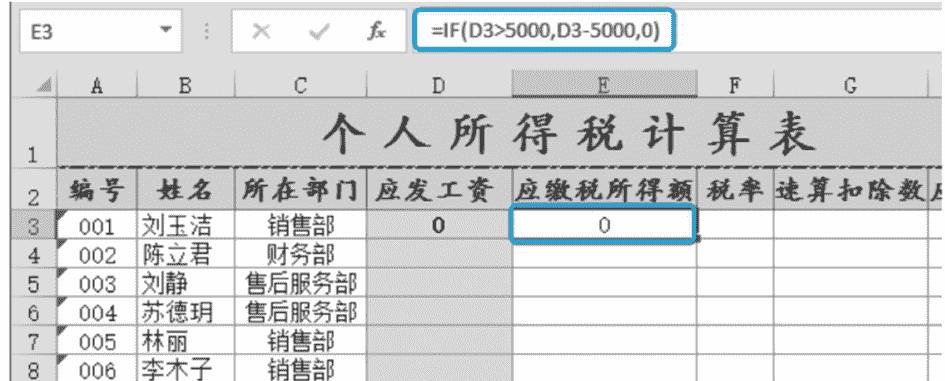 E3 fx =IF(D3>5000,D3-5000,0)
A B C D E F G
1 个人所得税计算表
2 编号 姓名 所在部门 应发工资 应缴税所得额 税率 速算扣除数
3 001 刘玉洁 销售部 0 0
4 002 陈立君 财务部
5 003 刘静 售后服务部
6 004 苏德玥 售后服务部
7 005 林丽 销售部
8 006 李木子 销售部